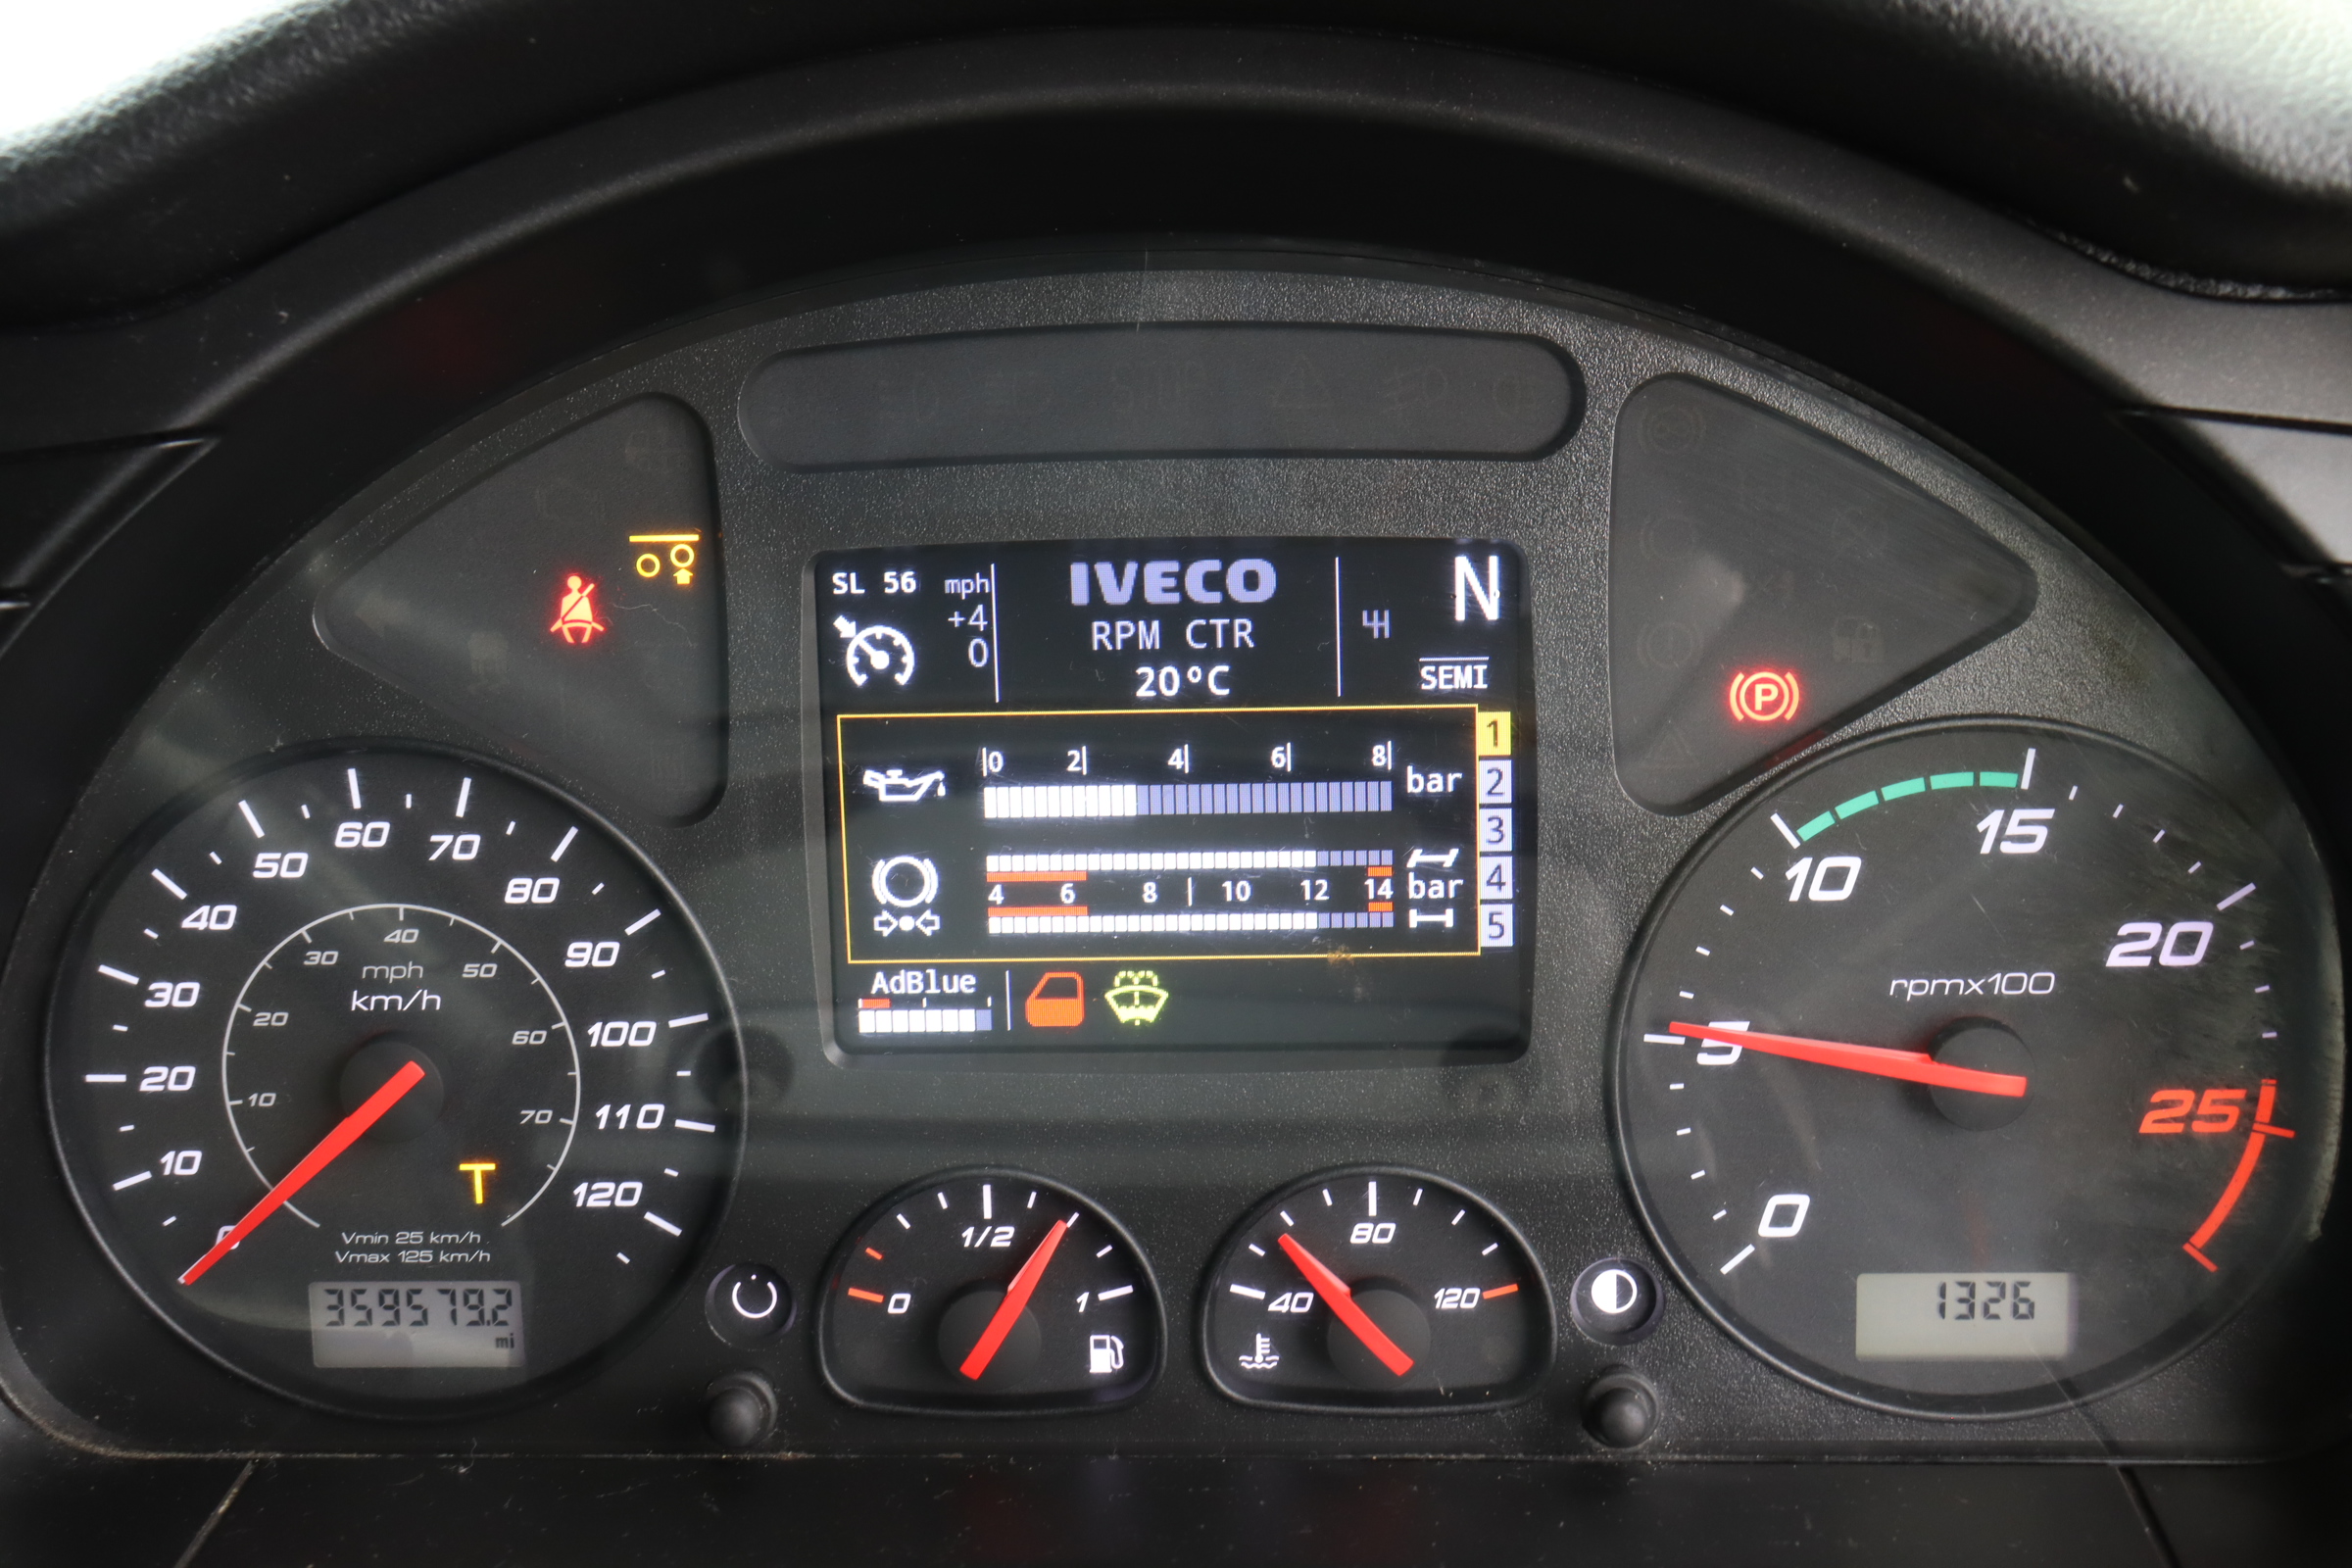 SL 56 mph
+4
0
IVECO
RPM CTR
20°C
N
SEMI
0 2 4 6 8 bar
4 6 8 10 12 14 bar
1
2
3
4
5
AdBlue
0 10 20 30 40 50 60 70 80 90 100 110 120
10 20 30 40 50 60 70
mph
km/h
T
Vmin 25 km/h
Vmax 125 km/h
359579.2
mi
0 1/2 1
40 80 120
P
0 5 10 15 20 25
rpmx100
1326